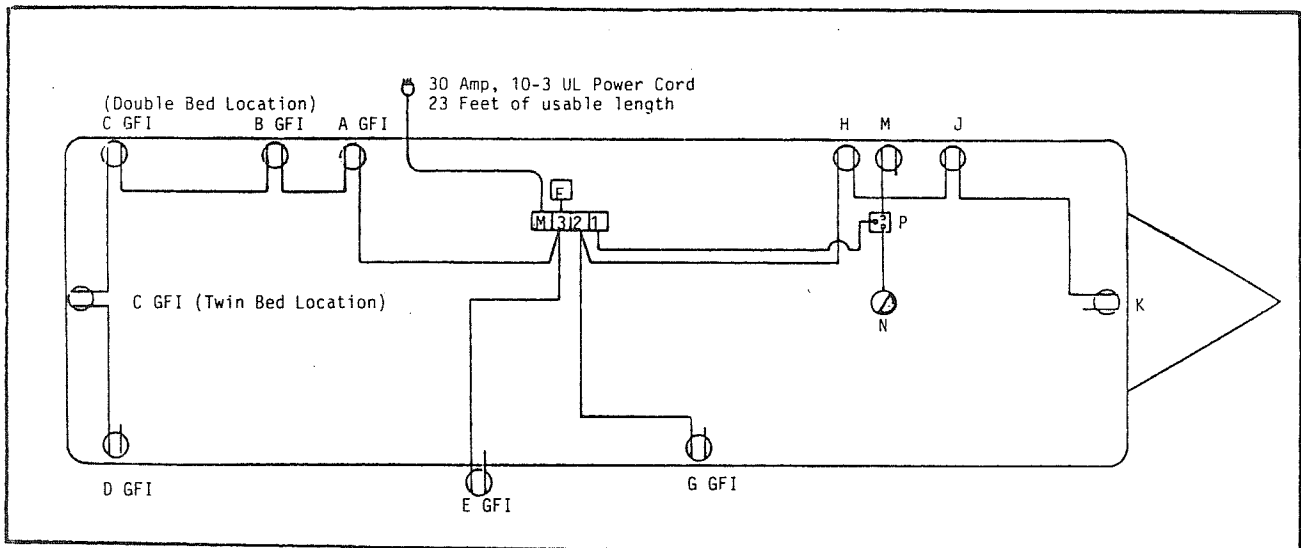 30 Amp, 10-3 UL Power Cord
23 Feet of usable length
(Double Bed Location)
C GFI B GFI A GFI H M J
F
M 3 2 1
P
C GFI (Twin Bed Location)
N
K
D GFI
E GFI
G GFI